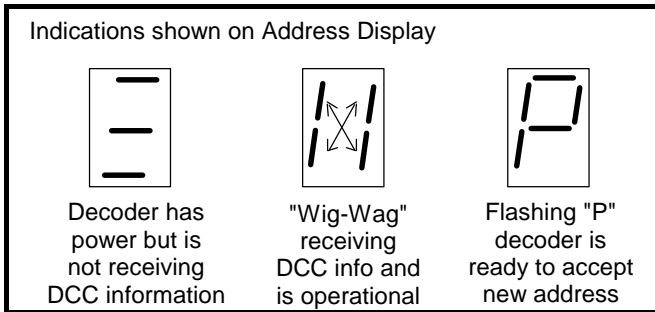 Indications shown on Address Display
P
Decoder has
power but is
not receiving
DCC information
"Wig-Wag"
receiving
DCC info and
is operational
Flashing "P"
decoder is
ready to accept
new address